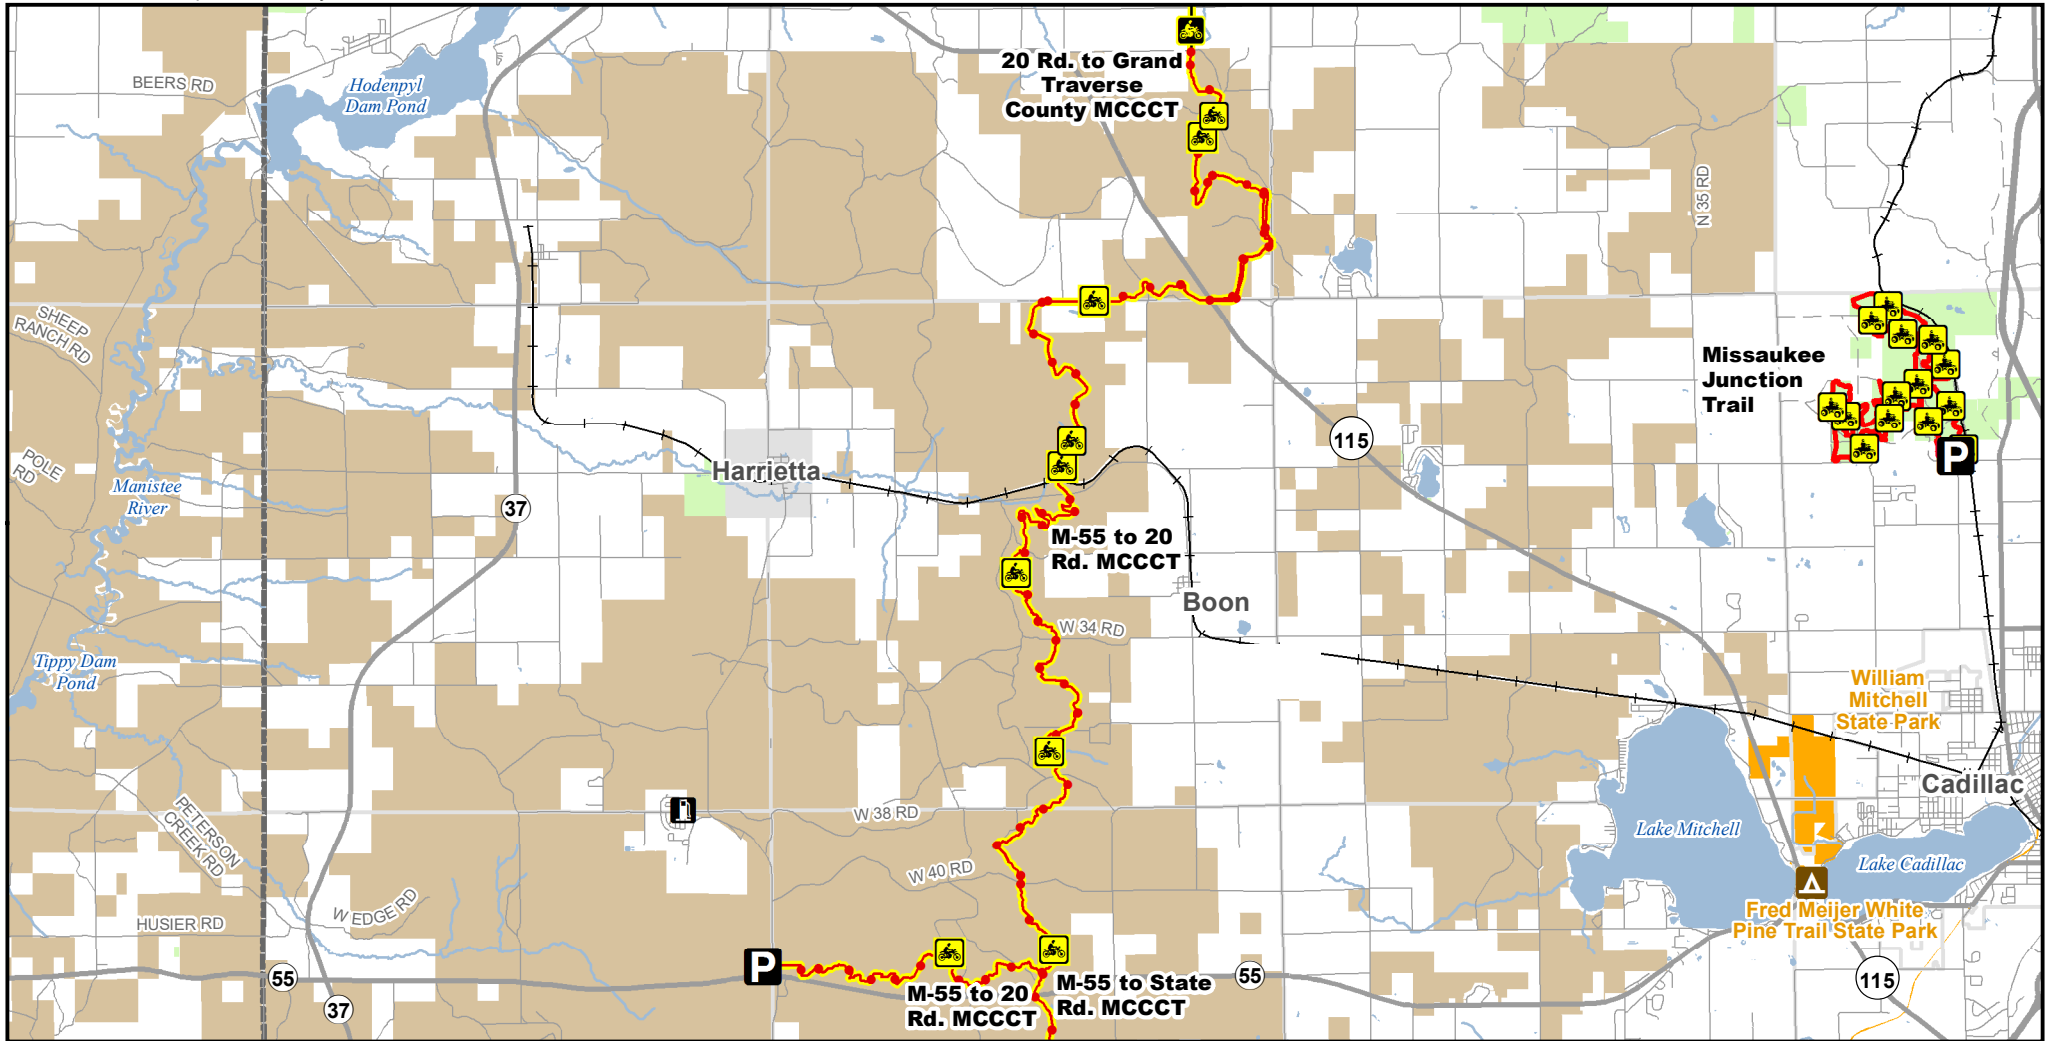 BEERS RD
Hodenpyl
Dam Pond
20 Rd. to Grand
Traverse
County MCCCT
N 35 RD
SHEEP
RANCH RD
Missaukee
Junction
Trail
115
POLE
RD
Manistee
River
Harrietta
37
P
M-55 to 20
Rd. MCCCT
Boon
W 34 RD
Tippy Dam
Pond
William
Mitchell
State Park
Cadillac
PETERSON
CREEK RD
W 38 RD
Lake Mitchell
Lake Cadillac
W 40 RD
HUSIER RD
W EDGE RD
Fred Meijer White
Pine Trail State Park
P
55
37
M-55 to 20
Rd. MCCCT
M-55 to State
Rd. MCCCT
55
115